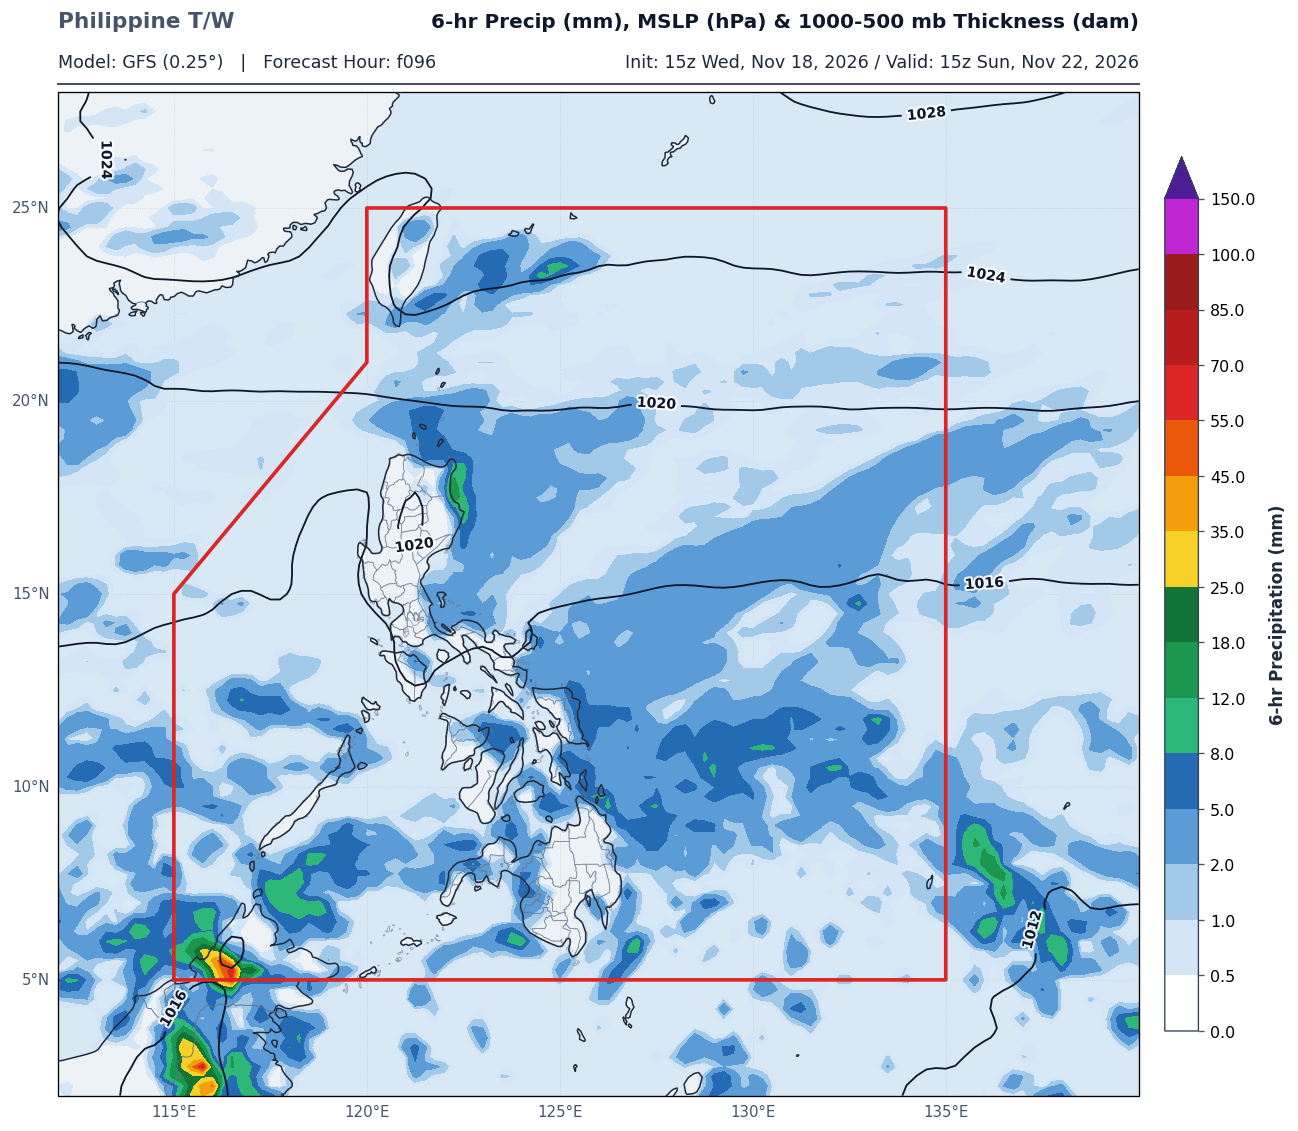 Philippine T/W
6-hr Precip (mm), MSLP (hPa) & 1000-500 mb Thickness (dam)
Model: GFS (0.25°)   |   Forecast Hour: f096
Init: 15z Wed, Nov 18, 2026 / Valid: 15z Sun, Nov 22, 2026
1028
1024
1024
1020
1020
1016
1012
1016
25°N
20°N
15°N
10°N
5°N
115°E
120°E
125°E
130°E
135°E
150.0
100.0
85.0
70.0
55.0
45.0
35.0
25.0
18.0
12.0
8.0
5.0
2.0
1.0
0.5
0.0
6-hr Precipitation (mm)